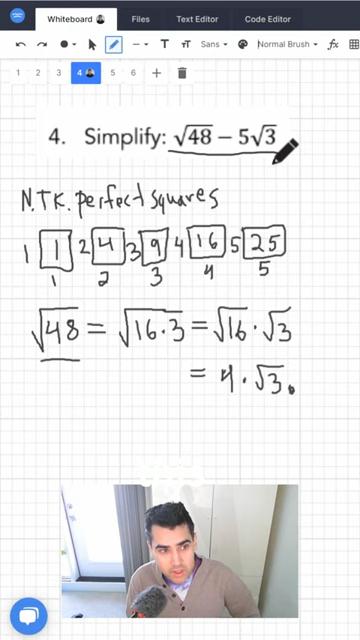 Whiteboard Files Text Editor Code Editor
T T Sans Normal Brush fx
1 2 3 4 5 6 +
4. Simplify: √48 − 5√3
N.T.K. perfect squares
1 1 2 4 3 9 4 16 5 25
1 2 3 4 5
√48 = √16·3 = √16 · √3
= 4 · √3.